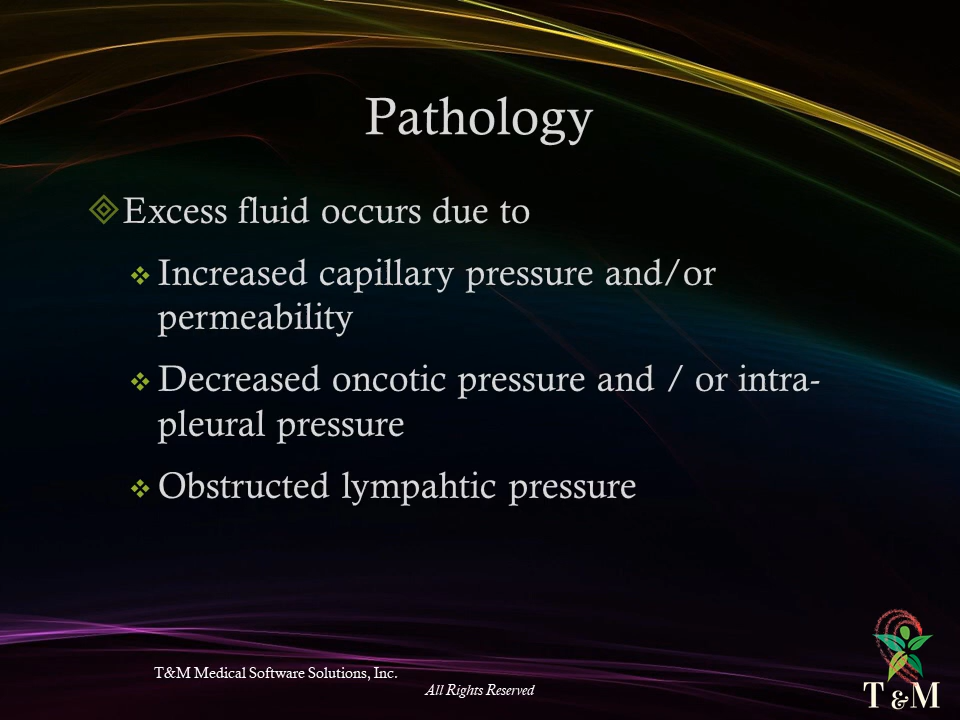 Pathology
Excess fluid occurs due to
Increased capillary pressure and/or
permeability
Decreased oncotic pressure and / or intra-
pleural pressure
Obstructed lympahtic pressure
T&M Medical Software Solutions, Inc.
All Rights Reserved
T & M